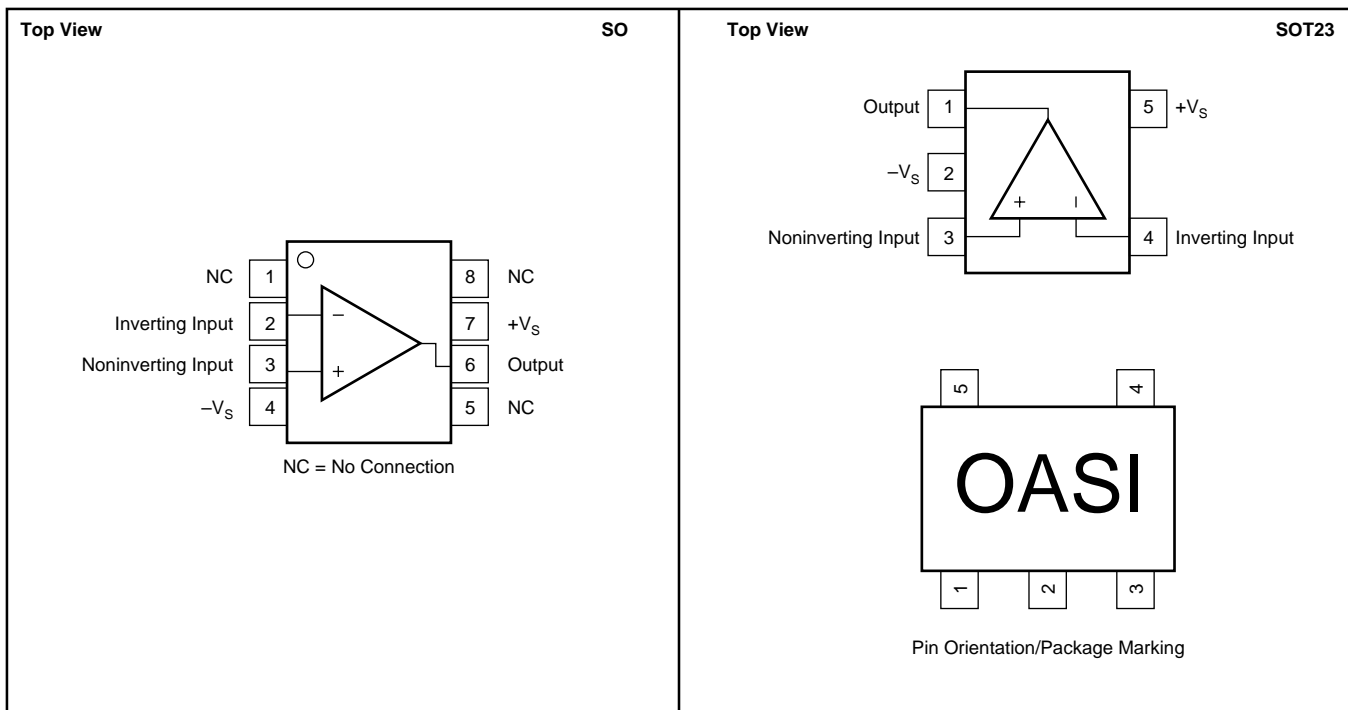 Top View SO
NC 1 8 NC
Inverting Input 2 – 7 +VS
Noninverting Input 3 + 6 Output
–VS 4 5 NC
NC = No Connection
Top View SOT23
Output 1 5 +VS
–VS 2
+ –
Noninverting Input 3 4 Inverting Input
5 4
OASI
1 2 3
Pin Orientation/Package Marking